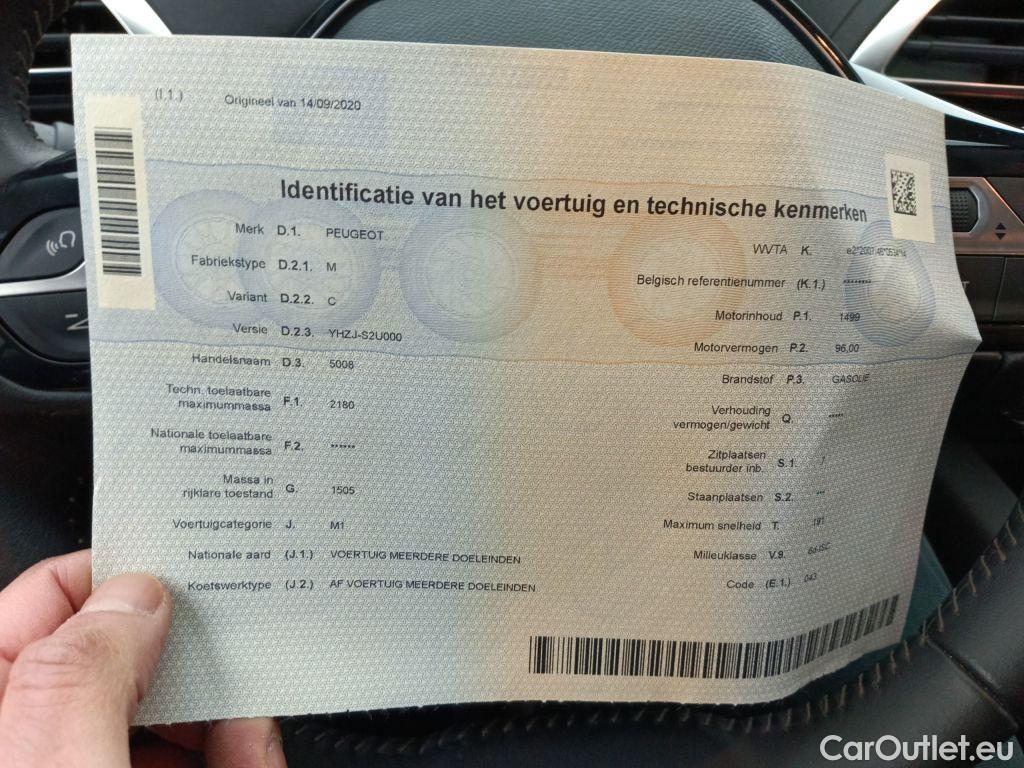 (I.1.) Origineel van 14/09/2020
Identificatie van het voertuig en technische kenmerken
Merk D.1. PEUGEOT
Fabriekstype D.2.1. M
Variant D.2.2. C
Versie D.2.3. YHZJ-S2U000
Handelsnaam D.3. 5008
Techn. toelaatbare
maximummassa F.1. 2180
Nationale toelaatbare
maximummassa F.2. ******
Massa in
rijklare toestand G. 1505
Voertuigcategorie J. M1
Nationale aard (J.1.) VOERTUIG MEERDERE DOELEINDEN
Koetswerktype (J.2.) AF VOERTUIG MEERDERE DOELEINDEN
WVTA K.
Belgisch referentienummer (K.1.) ********
Motorinhoud P.1. 1499
Motorvermogen P.2. 96,00
Brandstof P.3. GASOLIE
Verhouding
vermogen/gewicht Q. *****
Zitplaatsen
bestuurder inb. S.1.
Staanplaatsen S.2. ***
Maximum snelheid T. 191
Milieuklasse V.9.
Code (E.1.) 043
CarOutlet.eu